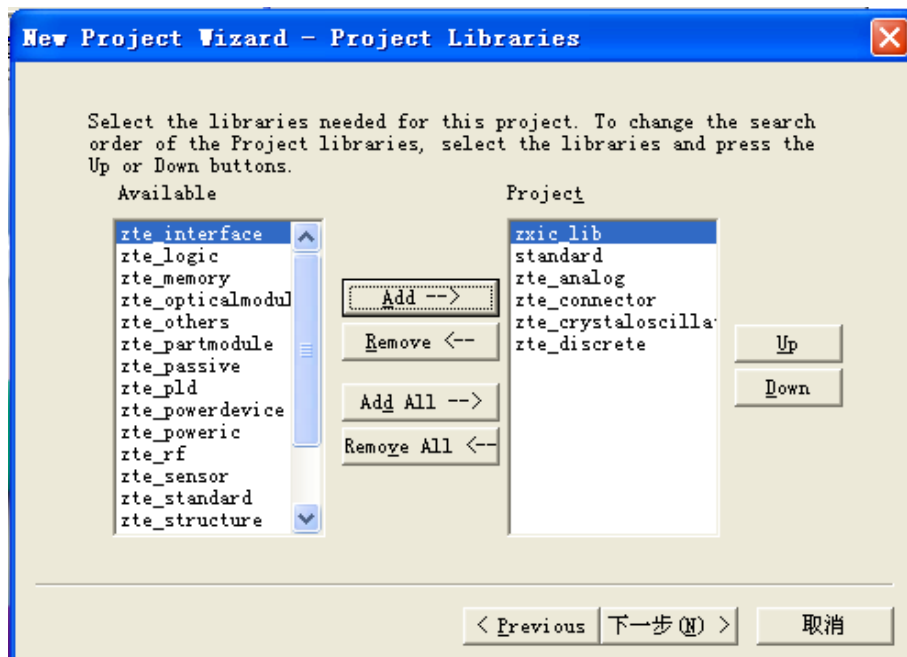 New Project Wizard - Project Libraries
Select the libraries needed for this project. To change the search
order of the Project libraries, select the libraries and press the
Up or Down buttons.
Available
Project
zte_interface
zte_logic
zte_memory
zte_opticalmodul
zte_others
zte_partmodule
zte_passive
zte_pld
zte_powerdevice
zte_poweric
zte_rf
zte_sensor
zte_standard
zte_structure
Add -->
Remove <--
Add All -->
Remove All <--
zxic_lib
standard
zte_analog
zte_connector
zte_crystaloscilla
zte_discrete
Up
Down
< Previous
下一步(N) >
取消